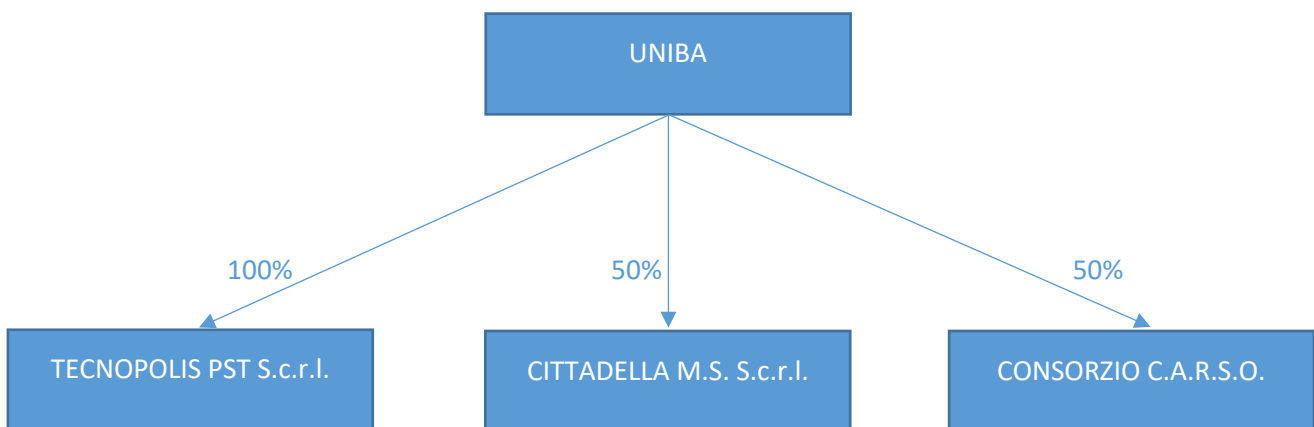 UNIBA
100%
50%
50%
TECNOPOLIS PST S.c.r.l.
CITTADELLA M.S. S.c.r.l.
CONSORZIO C.A.R.S.O.